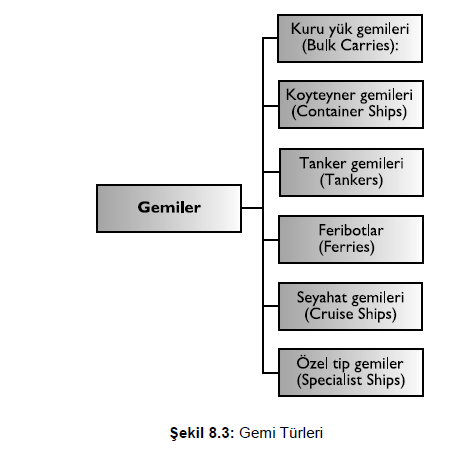 Kuru yük gemileri
(Bulk Carries):
Koyteyner gemileri
(Container Ships)
Tanker gemileri
(Tankers)
Gemiler
Feribotlar
(Ferries)
Seyahat gemileri
(Cruise Ships)
Özel tip gemiler
(Specialist Ships)
Şekil 8.3: Gemi Türleri